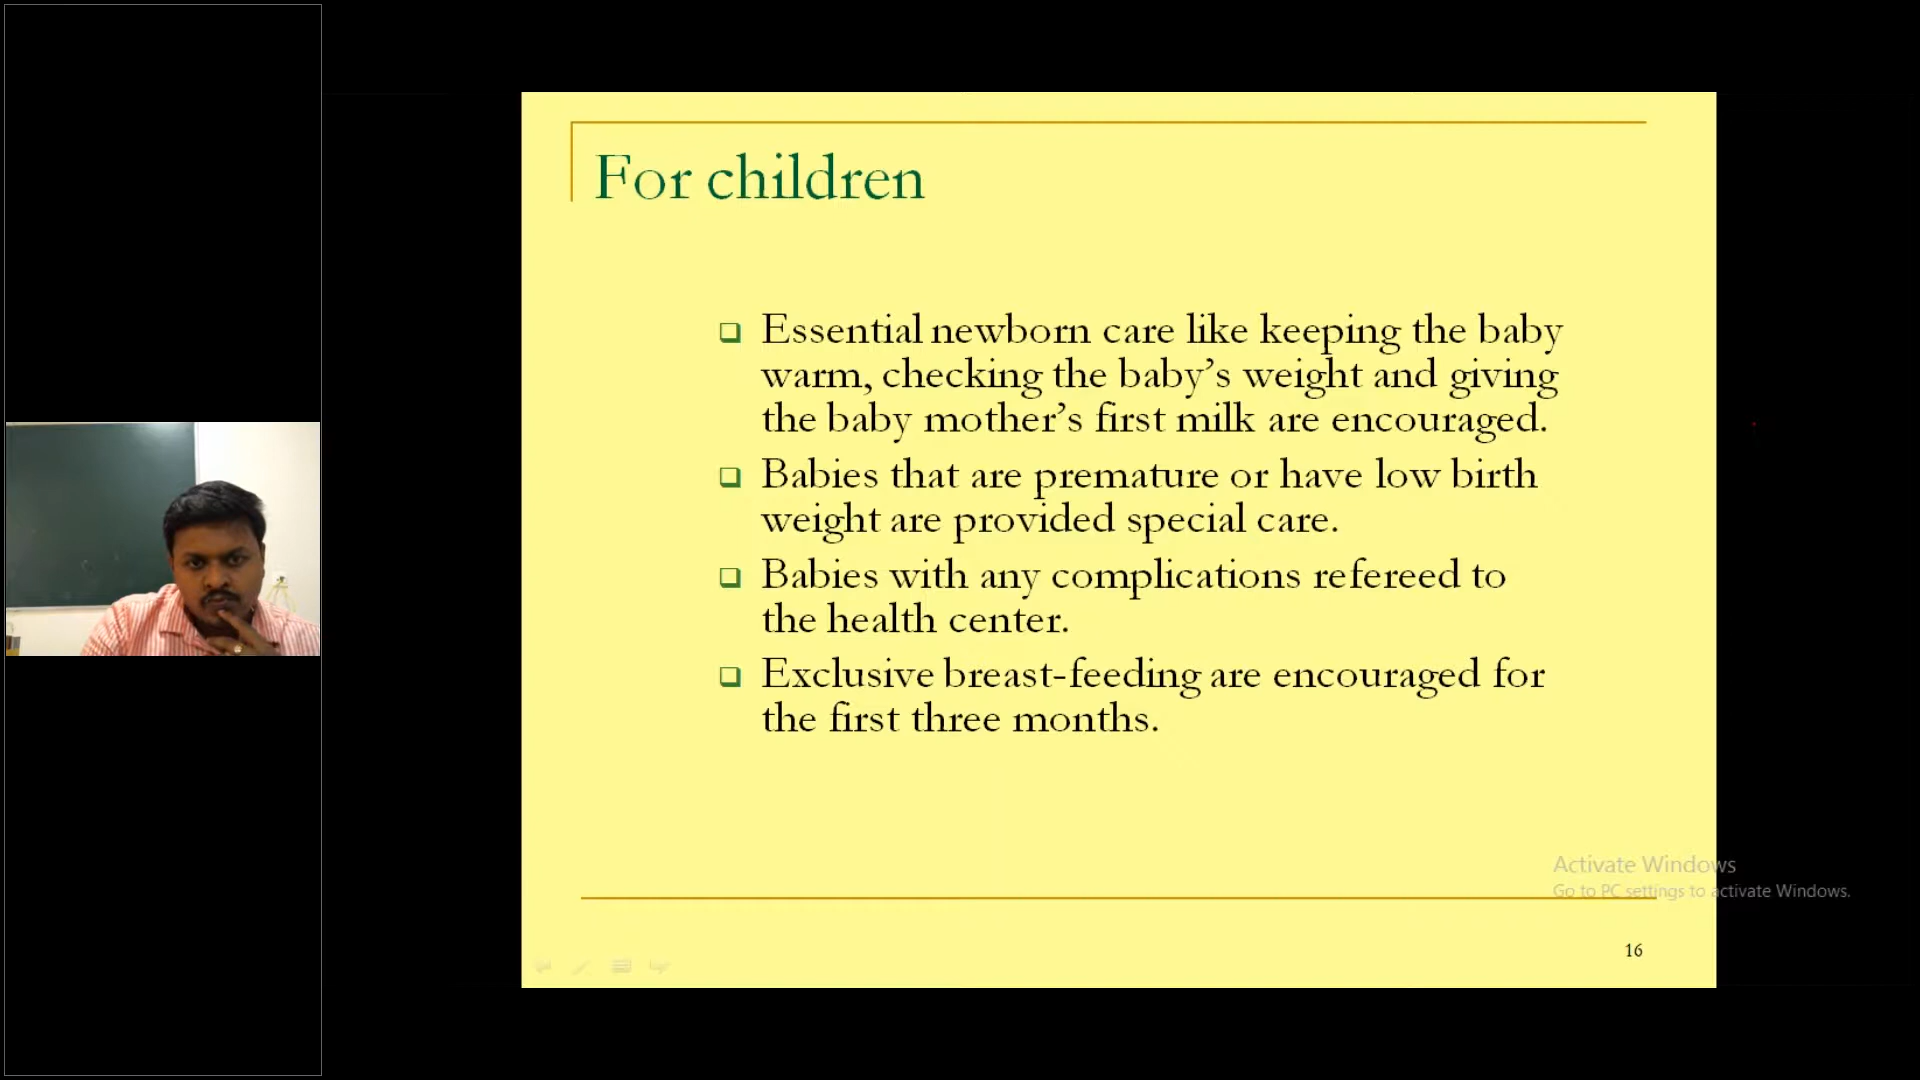 For children
Essential newborn care like keeping the baby
warm, checking the baby’s weight and giving
the baby mother’s first milk are encouraged.
Babies that are premature or have low birth
weight are provided special care.
Babies with any complications refereed to
the health center.
Exclusive breast-feeding are encouraged for
the first three months.
Activate Windows
Go to PC settings to activate Windows.
16